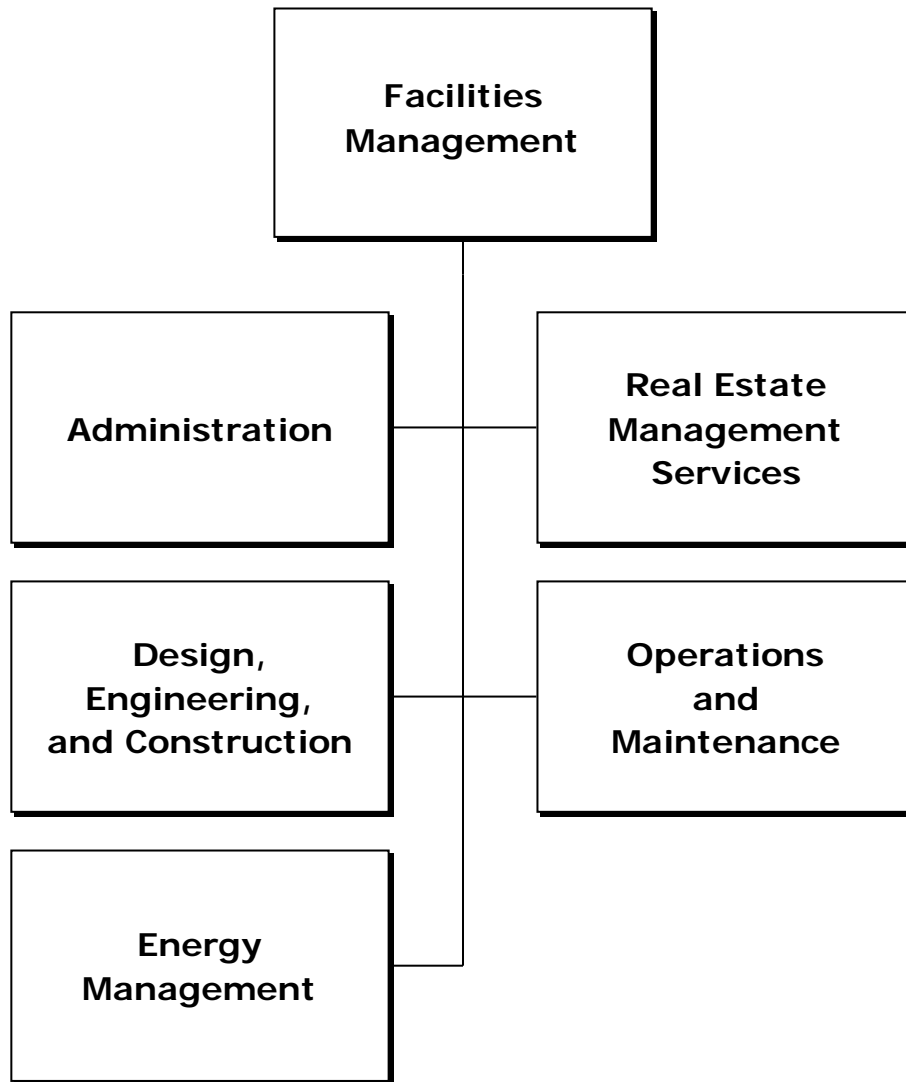 Facilities
Management
Administration
Real Estate
Management
Services
Design,
Engineering,
and Construction
Operations
and
Maintenance
Energy
Management